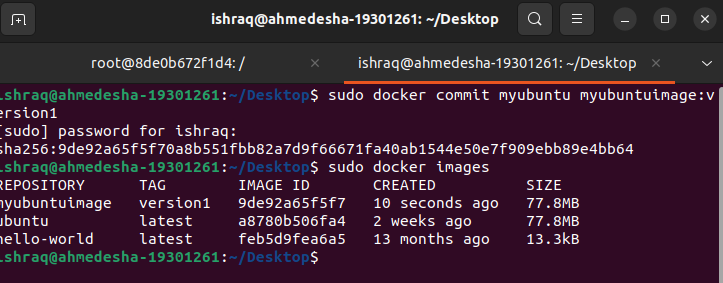 ishraq@ahmedesha-19301261: ~/Desktop
root@8de0b672f1d4: /
ishraq@ahmedesha-19301261: ~/Desktop
ishraq@ahmedesha-19301261:~/Desktop$ sudo docker commit myubuntu myubuntuimage:v
ersion1
[sudo] password for ishraq:
sha256:9de92a65f5f70a8b551fbb82a7d9f66671fa40ab1544e50e7f909ebb89e4bb64
ishraq@ahmedesha-19301261:~/Desktop$ sudo docker images
REPOSITORY TAG IMAGE ID CREATED SIZE
myubuntuimage version1 9de92a65f5f7 10 seconds ago 77.8MB
ubuntu latest a8780b506fa4 2 weeks ago 77.8MB
hello-world latest feb5d9fea6a5 13 months ago 13.3kB
ishraq@ahmedesha-19301261:~/Desktop$